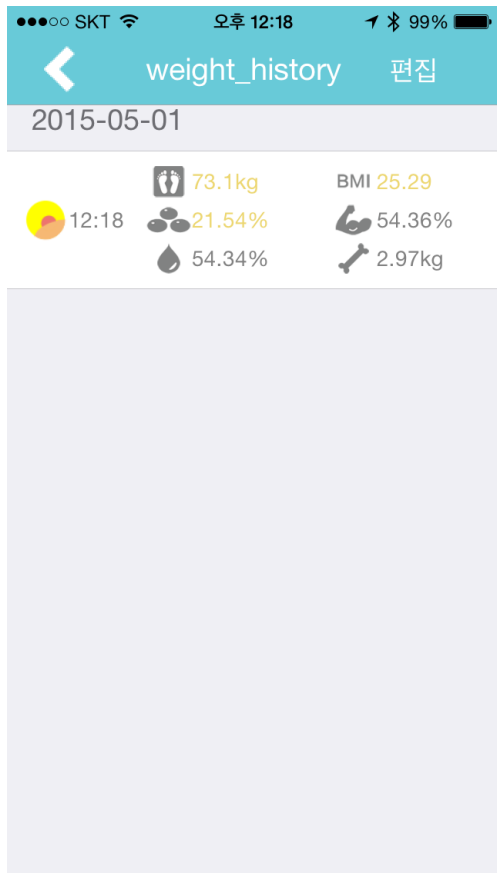 SKT 오후 12:18 99%
weight_history 편집
2015-05-01
73.1kg BMI 25.29
12:18 21.54% 54.36%
54.34% 2.97kg